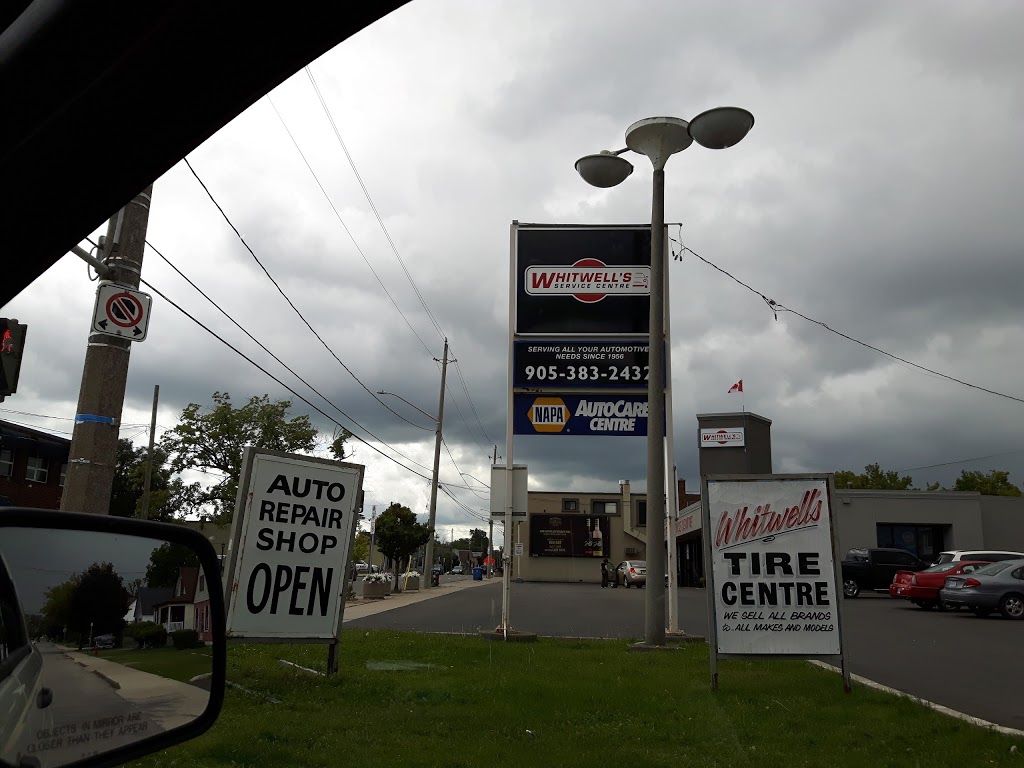 WHITWELL'S
SERVICE CENTRE
SERVING ALL YOUR AUTOMOTIVE
NEEDS SINCE 1956
905-383-2432
NAPA AUTOCARE
CENTRE
WHITWELL'S
AUTO
REPAIR
SHOP
OPEN
Whitwell's
TIRE
CENTRE
WE SELL ALL BRANDS
ALL MAKES AND MODELS
OBJECTS IN MIRROR ARE
CLOSER THAN THEY APPEAR